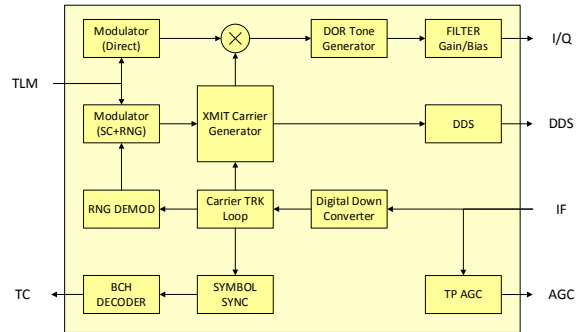 Modulator
(Direct)
DOR Tone
Generator
FILTER
Gain/Bias
I/Q
TLM
Modulator
(SC+RNG)
XMIT Carrier
Generator
DDS
DDS
RNG DEMOD
Carrier TRK
Loop
Digital Down
Converter
IF
TC
BCH
DECODER
SYMBOL
SYNC
TP AGC
AGC